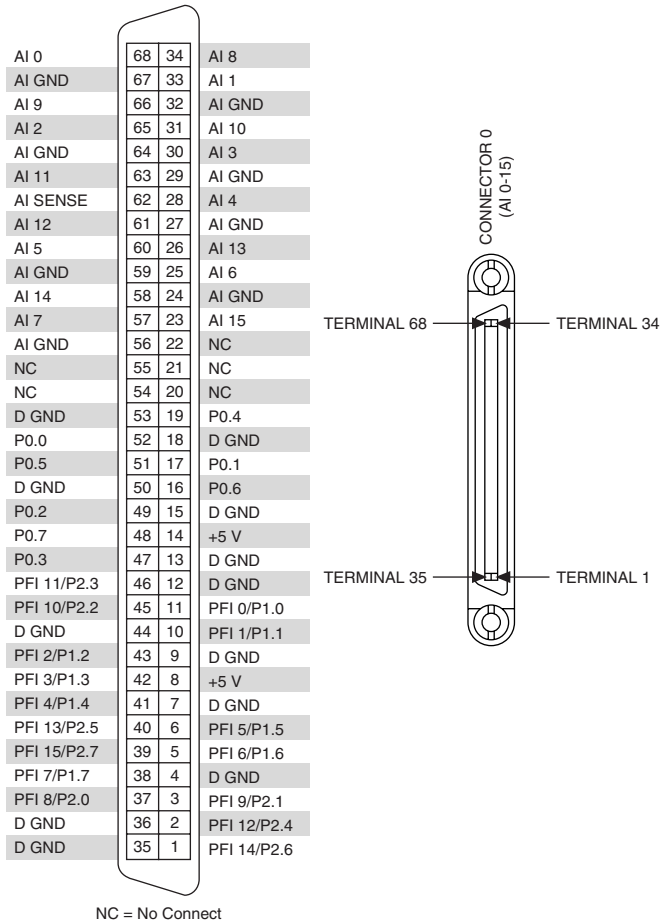 AI 0 68 34 AI 8
AI GND 67 33 AI 1
AI 9 66 32 AI GND
AI 2 65 31 AI 10
AI GND 64 30 AI 3
AI 11 63 29 AI GND
AI SENSE 62 28 AI 4
AI 12 61 27 AI GND
AI 5 60 26 AI 13
AI GND 59 25 AI 6
AI 14 58 24 AI GND
AI 7 57 23 AI 15
AI GND 56 22 NC
NC 55 21 NC
NC 54 20 NC
D GND 53 19 P0.4
P0.0 52 18 D GND
P0.5 51 17 P0.1
D GND 50 16 P0.6
P0.2 49 15 D GND
P0.7 48 14 +5 V
P0.3 47 13 D GND
PFI 11/P2.3 46 12 D GND
PFI 10/P2.2 45 11 PFI 0/P1.0
D GND 44 10 PFI 1/P1.1
PFI 2/P1.2 43 9 D GND
PFI 3/P1.3 42 8 +5 V
PFI 4/P1.4 41 7 D GND
PFI 13/P2.5 40 6 PFI 5/P1.5
PFI 15/P2.7 39 5 PFI 6/P1.6
PFI 7/P1.7 38 4 D GND
PFI 8/P2.0 37 3 PFI 9/P2.1
D GND 36 2 PFI 12/P2.4
D GND 35 1 PFI 14/P2.6
NC = No Connect
CONNECTOR 0
(AI 0-15)
TERMINAL 68 TERMINAL 34
TERMINAL 35 TERMINAL 1